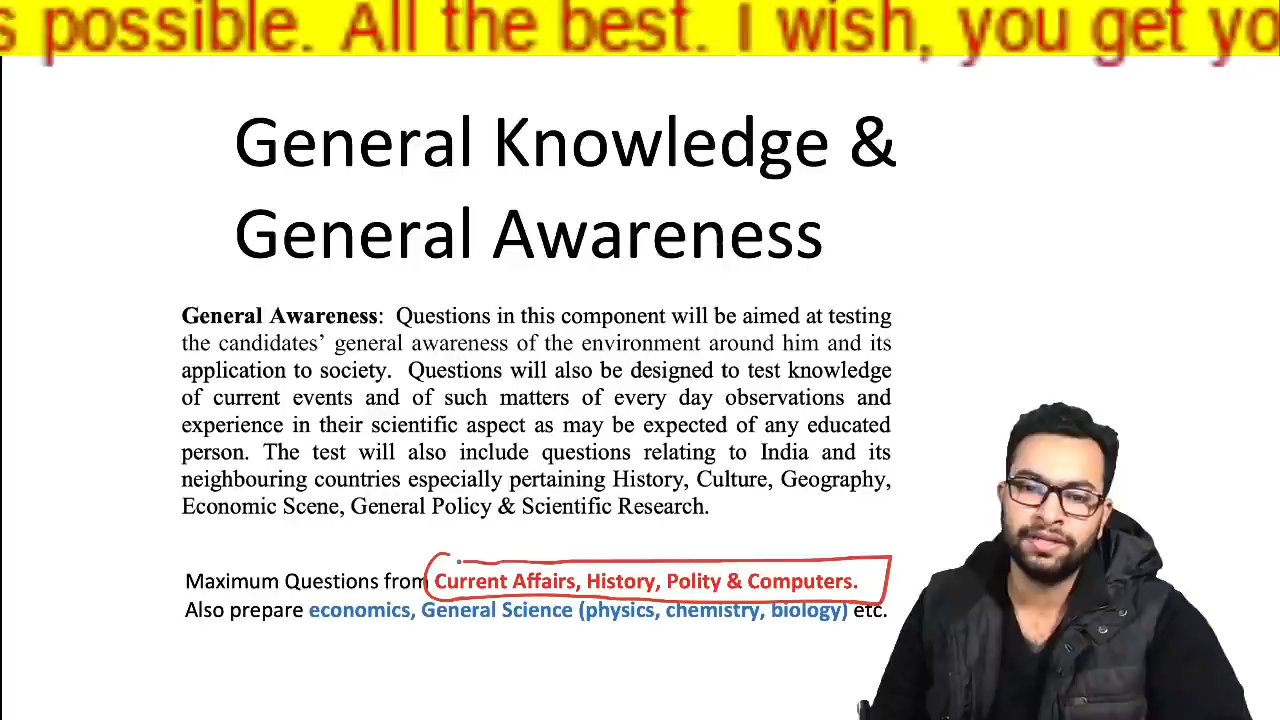 s possible. All the best. I wish, you get yo
General Knowledge &
General Awareness
General Awareness: Questions in this component will be aimed at testing
the candidates’ general awareness of the environment around him and its
application to society. Questions will also be designed to test knowledge
of current events and of such matters of every day observations and
experience in their scientific aspect as may be expected of any educated
person. The test will also include questions relating to India and its
neighbouring countries especially pertaining History, Culture, Geography,
Economic Scene, General Policy & Scientific Research.
Maximum Questions from Current Affairs, History, Polity & Computers.
Also prepare economics, General Science (physics, chemistry, biology) etc.